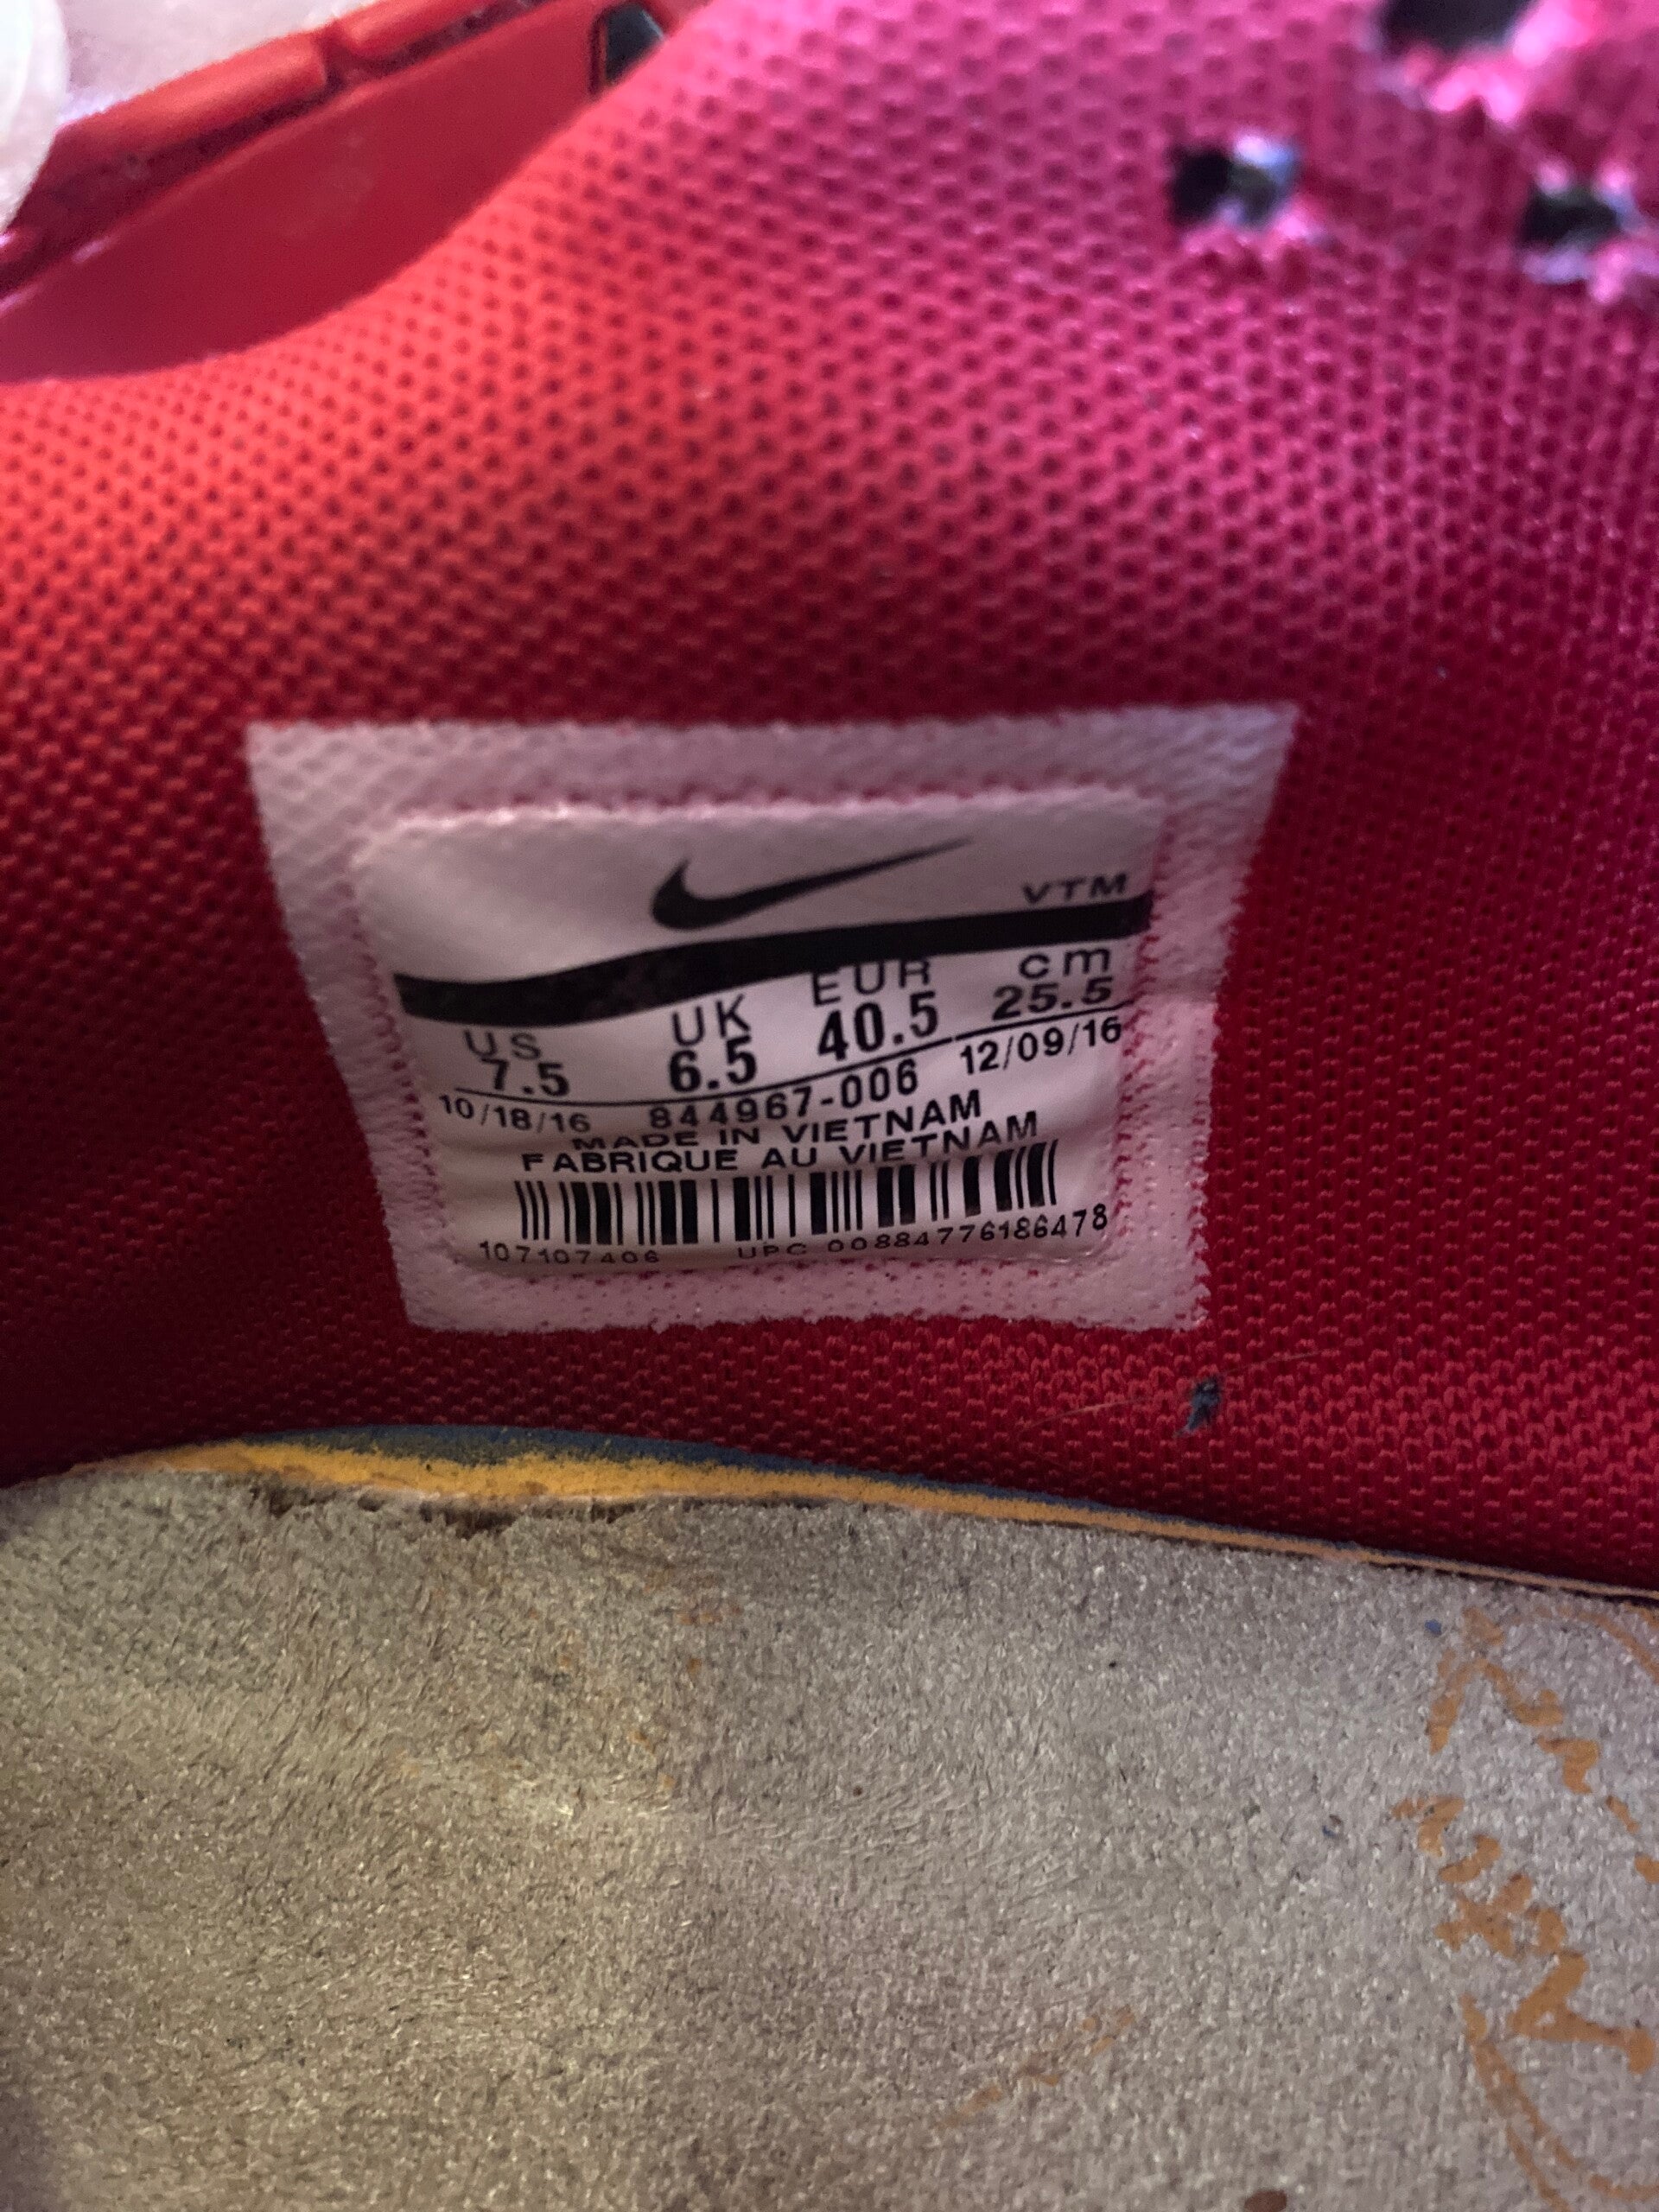 VTM
US UK EUR cm
7.5 6.5 40.5 25.5
10/18/16 844967-006 12/09/16
MADE IN VIETNAM
FABRIQUE AU VIETNAM
107107406 UPC 00884776186478